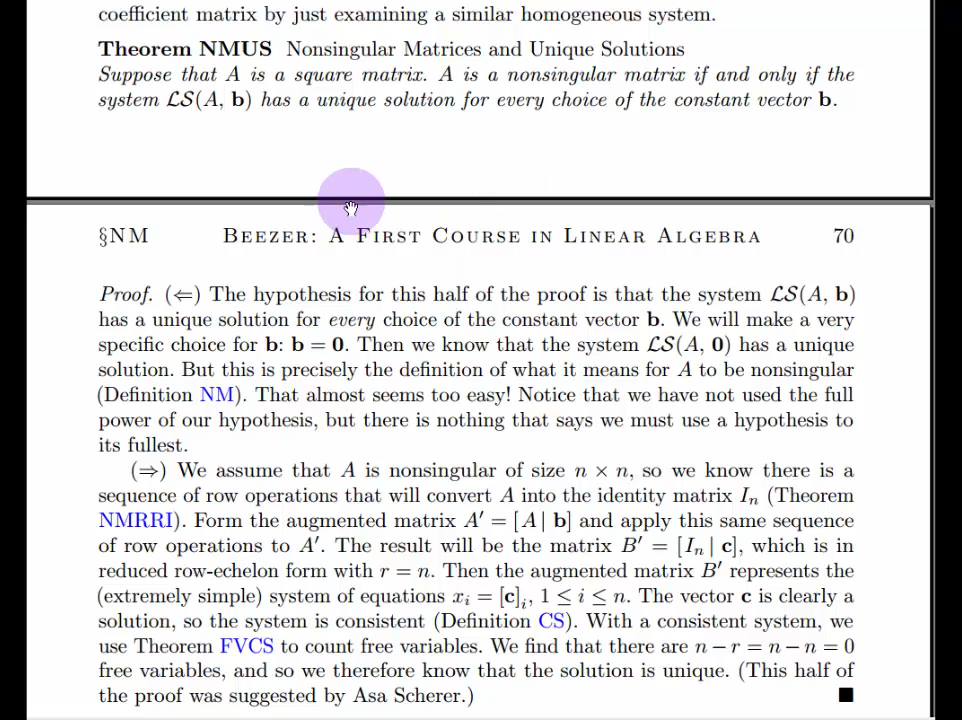 coefficient matrix by just examining a similar homogeneous system.
Theorem NMUS Nonsingular Matrices and Unique Solutions
Suppose that A is a square matrix. A is a nonsingular matrix if and only if the
system LS(A, b) has a unique solution for every choice of the constant vector b.
§NM BEEZER: A FIRST COURSE IN LINEAR ALGEBRA 70
Proof. (⇐) The hypothesis for this half of the proof is that the system LS(A, b)
has a unique solution for every choice of the constant vector b. We will make a very
specific choice for b: b = 0. Then we know that the system LS(A, 0) has a unique
solution. But this is precisely the definition of what it means for A to be nonsingular
(Definition NM). That almost seems too easy! Notice that we have not used the full
power of our hypothesis, but there is nothing that says we must use a hypothesis to
its fullest.
(⇒) We assume that A is nonsingular of size n × n, so we know there is a
sequence of row operations that will convert A into the identity matrix Iₙ (Theorem
NMRRI). Form the augmented matrix A′ = [A | b] and apply this same sequence
of row operations to A′. The result will be the matrix B′ = [Iₙ | c], which is in
reduced row-echelon form with r = n. Then the augmented matrix B′ represents the
(extremely simple) system of equations xᵢ = [c]ᵢ, 1 ≤ i ≤ n. The vector c is clearly a
solution, so the system is consistent (Definition CS). With a consistent system, we
use Theorem FVCS to count free variables. We find that there are n − r = n − n = 0
free variables, and so we therefore know that the solution is unique. (This half of
the proof was suggested by Asa Scherer.) ■